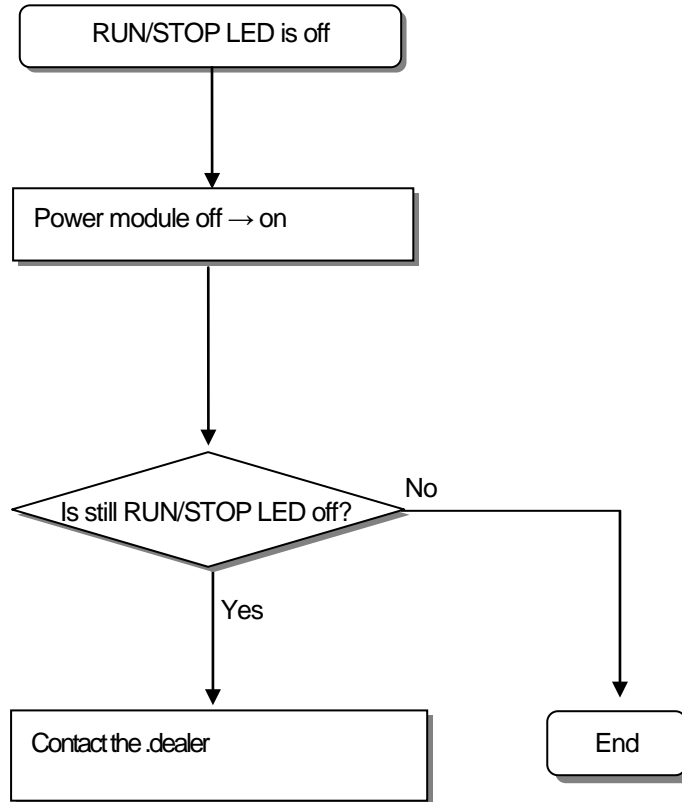 RUN/STOP LED is off
Power module off → on
Is still RUN/STOP LED off?
No
Yes
Contact the .dealer
End